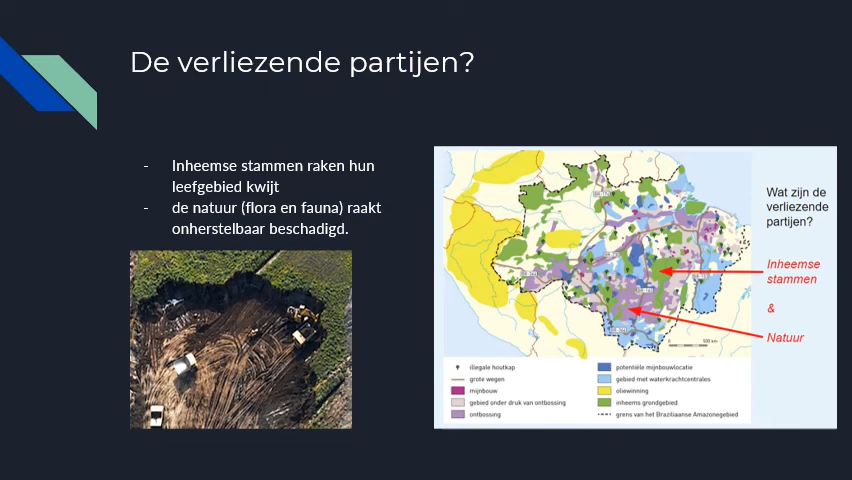 De verliezende partijen?
- Inheemse stammen raken hun
leefgebied kwijt
- de natuur (flora en fauna) raakt
onherstelbaar beschadigd.
Wat zijn de
verliezende
partijen?
Inheemse
stammen
&
Natuur
500 km
illegale houtkap
grote wegen
mijnbouw
gebied onder druk van ontbossing
ontbossing
potentiële mijnbouwlocatie
gebied met waterkrachtcentrales
oliewinning
inheems grondgebied
grens van het Braziliaanse Amazonegebied